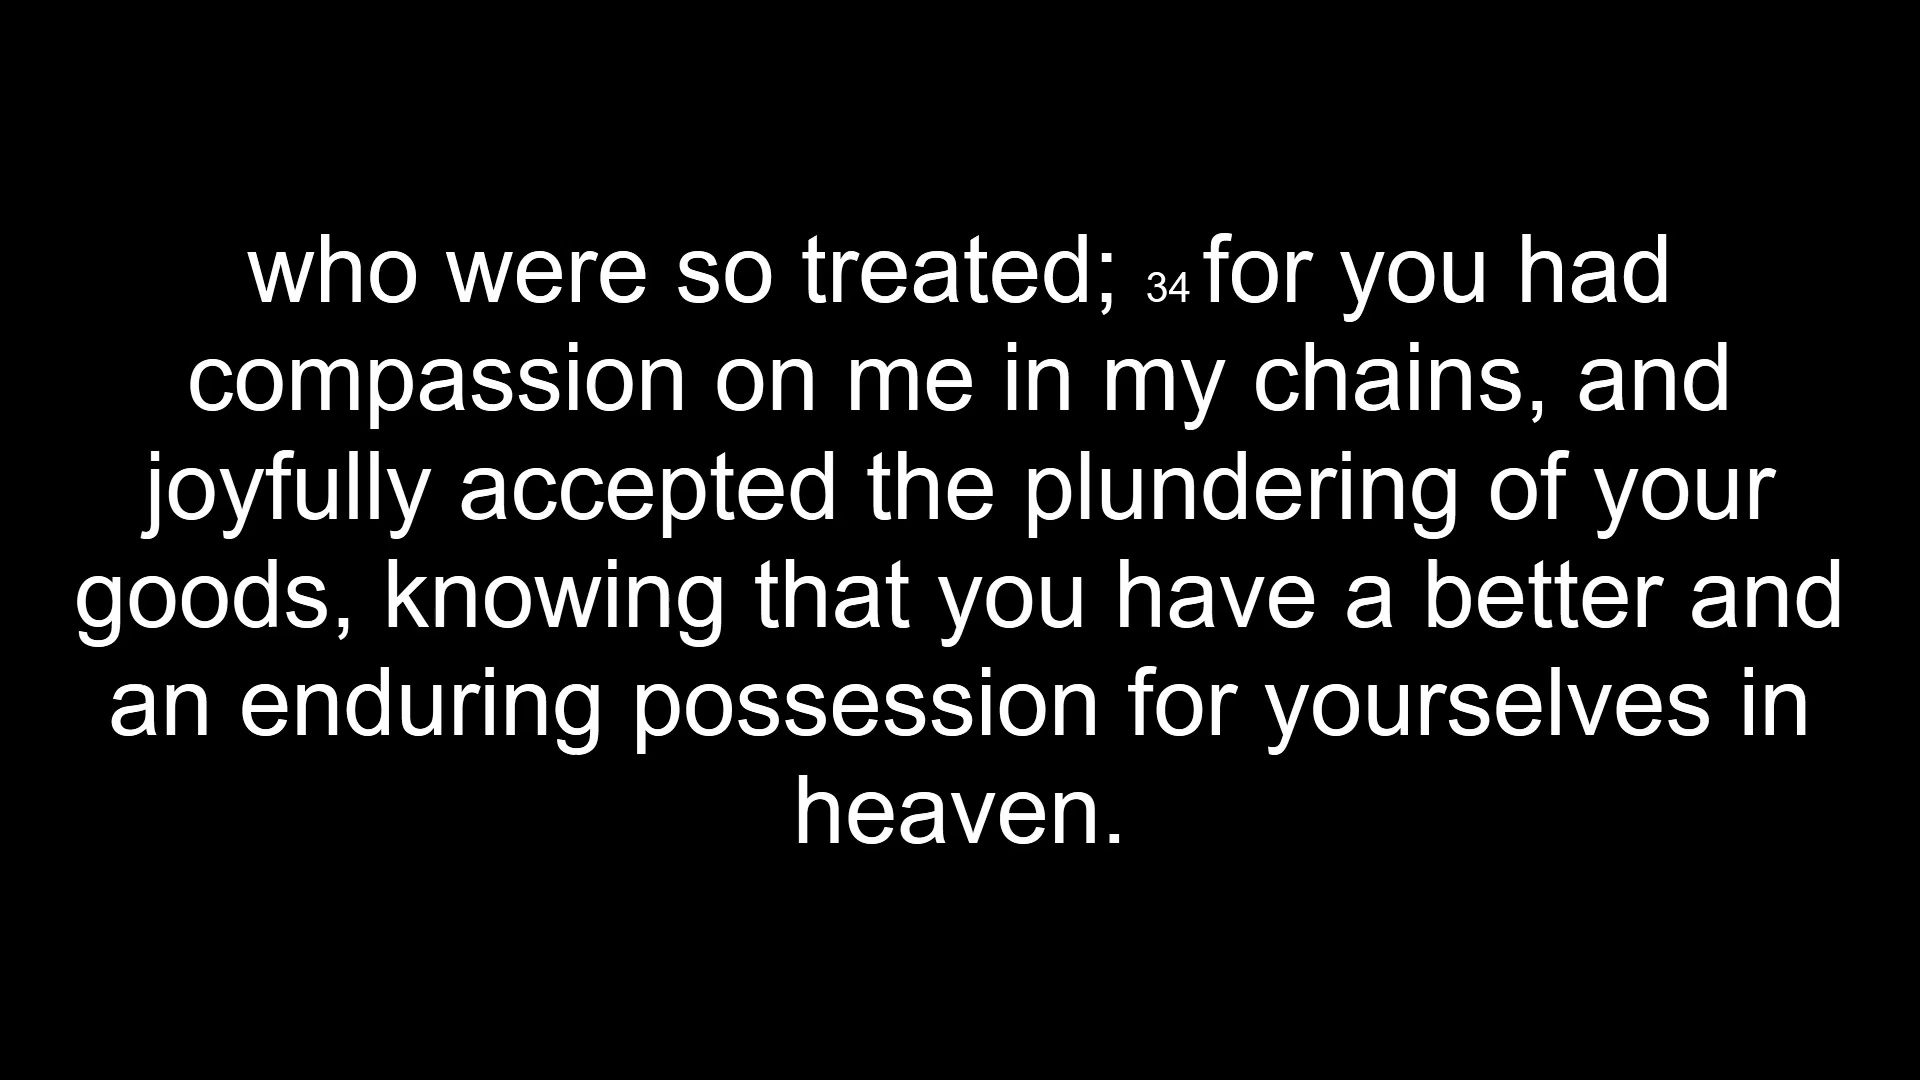 who were so treated; 34 for you had
compassion on me in my chains, and
joyfully accepted the plundering of your
goods, knowing that you have a better and
an enduring possession for yourselves in
heaven.